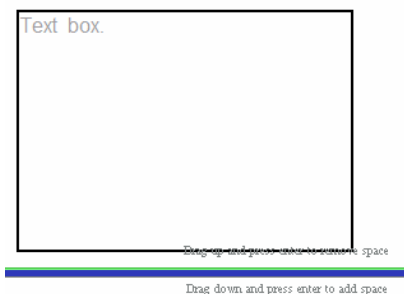 Text box.
Drag up and press enter to remove space
Drag down and press enter to add space